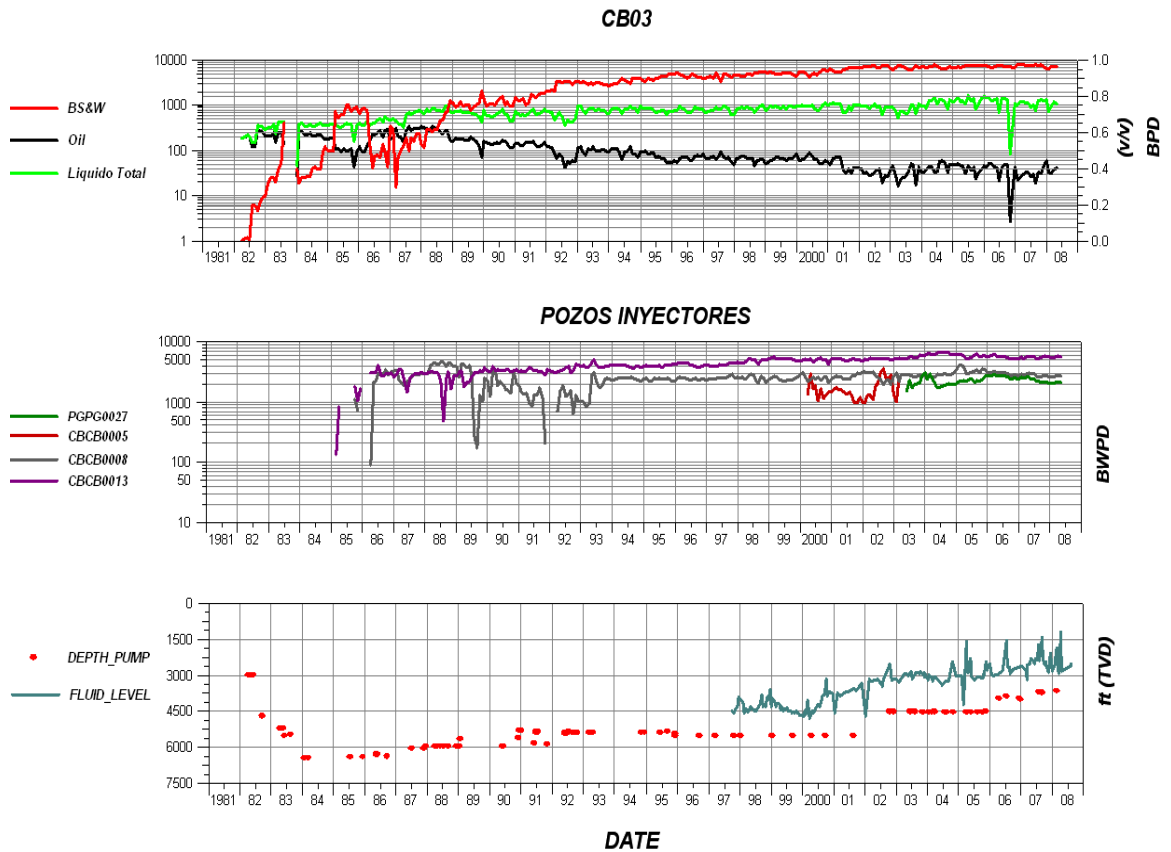 CB03
BS&W
Oil
Liquido Total
10000
1000
100
10
1
1.0
0.8
0.6
0.4
0.2
0.0
(v/v)
BPD
1981 82 83 84 85 86 87 88 89 90 91 92 93 94 95 96 97 98 99 2000 01 02 03 04 05 06 07 08
POZOS INYECTORES
PGPG0027
CBCB0005
CBCB0008
CBCB0013
10000
5000
1000
500
100
50
10
BWPD
1981 82 83 84 85 86 87 88 89 90 91 92 93 94 95 96 97 98 99 2000 01 02 03 04 05 06 07 08
DEPTH_PUMP
FLUID_LEVEL
0
1500
3000
4500
6000
7500
ft (TVD)
1981 82 83 84 85 86 87 88 89 90 91 92 93 94 95 96 97 98 99 2000 01 02 03 04 05 06 07 08
DATE